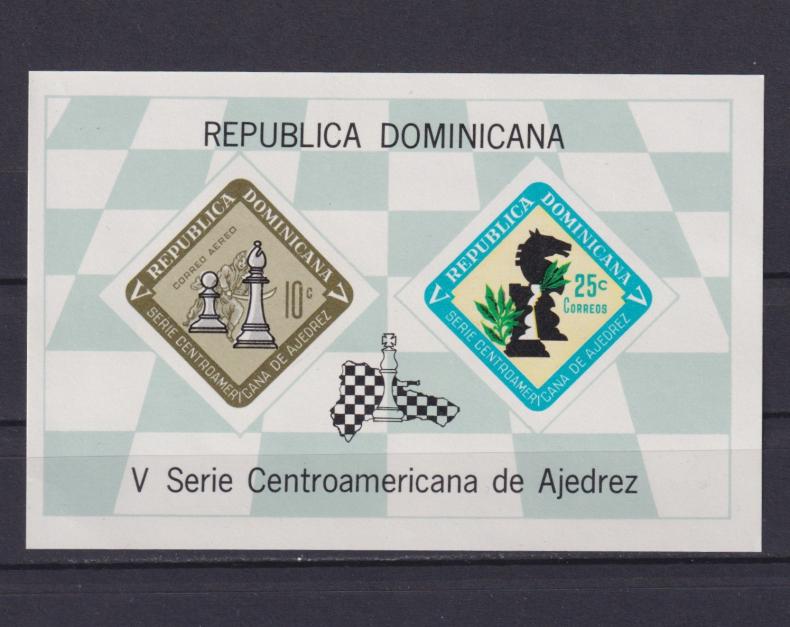 REPUBLICA DOMINICANA
REPUBLICA DOMINICANA
CORREO AEREO
10c
V V
SERIE CENTROAMERICANA DE AJEDREZ
REPUBLICA DOMINICANA
25c
CORREOS
V V
SERIE CENTROAMERICANA DE AJEDREZ
V Serie Centroamericana de Ajedrez